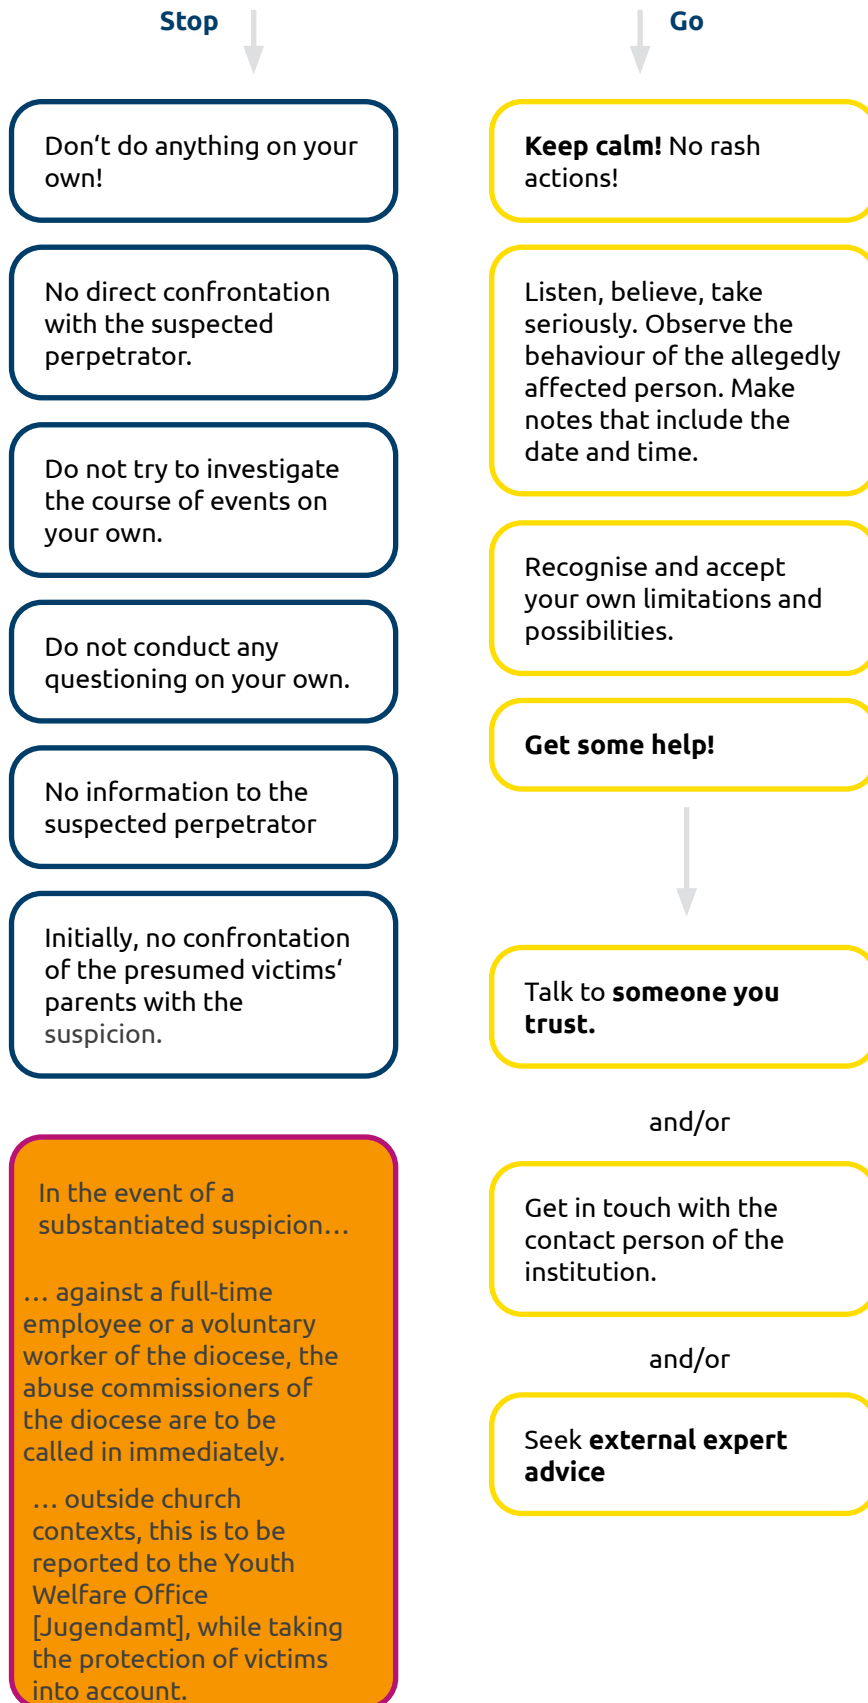 Stop
Don‘t do anything on your
own!
No direct confrontation
with the suspected
perpetrator.
Do not try to investigate
the course of events on
your own.
Do not conduct any
questioning on your own.
No information to the
suspected perpetrator
Initially, no confrontation
of the presumed victims‘
parents with the
suspicion.
In the event of a
substantiated suspicion…
… against a full-time
employee or a voluntary
worker of the diocese, the
abuse commissioners of
the diocese are to be
called in immediately.
… outside church
contexts, this is to be
reported to the Youth
Welfare Office
[Jugendamt], while taking
the protection of victims
into account.
Go
Keep calm! No rash
actions!
Listen, believe, take
seriously. Observe the
behaviour of the allegedly
affected person. Make
notes that include the
date and time.
Recognise and accept
your own limitations and
possibilities.
Get some help!
Talk to someone you
trust.
and/or
Get in touch with the
contact person of the
institution.
and/or
Seek external expert
advice